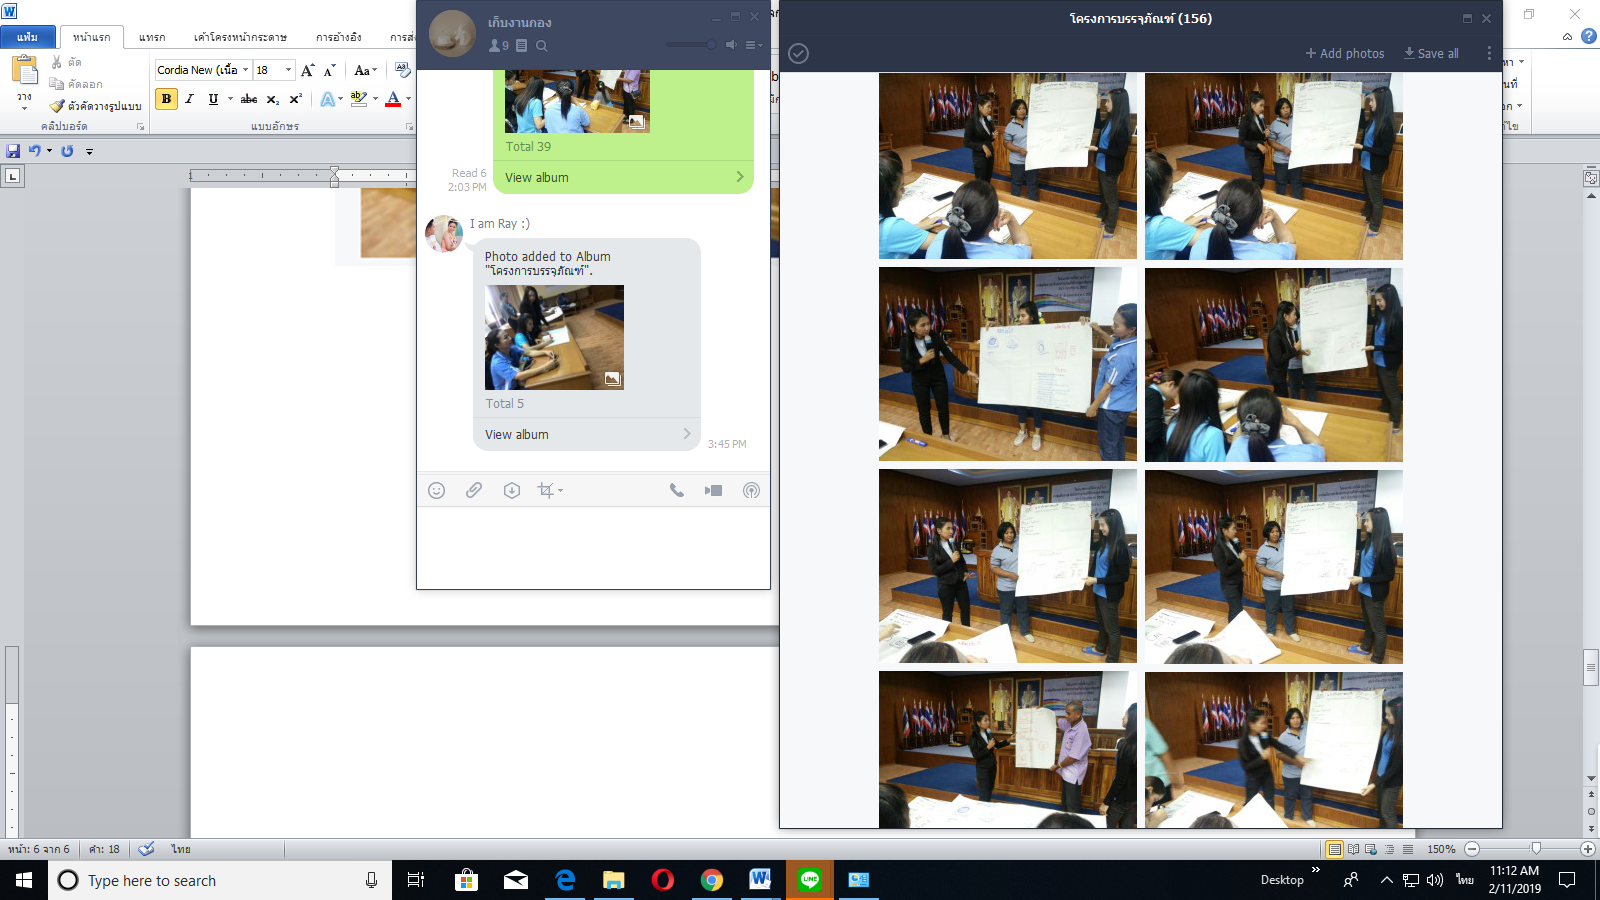 แฟ้ม
หน้าแรก
แทรก
เค้าโครงหน้ากระดาษ
การอ้างอิง
วาง
ตัด
คัดลอก
ตัวคัดวางรูปแบบ
คลิปบอร์ด
Cordia New (เนื้อ
18
แบบอักษร
เก็บงานกอง
9
Total 39
View album
Read 6
2:03 PM
I am Ray :)
Photo added to Album
"โครงการบรรจุภัณฑ์".
Total 5
View album
3:45 PM
โครงการบรรจุภัณฑ์ (156)
Add photos
Save all
หน้า: 6 จาก 6
คำ: 18
ไทย
150%
Type here to search
Desktop
ไทย
11:12 AM
2/11/2019